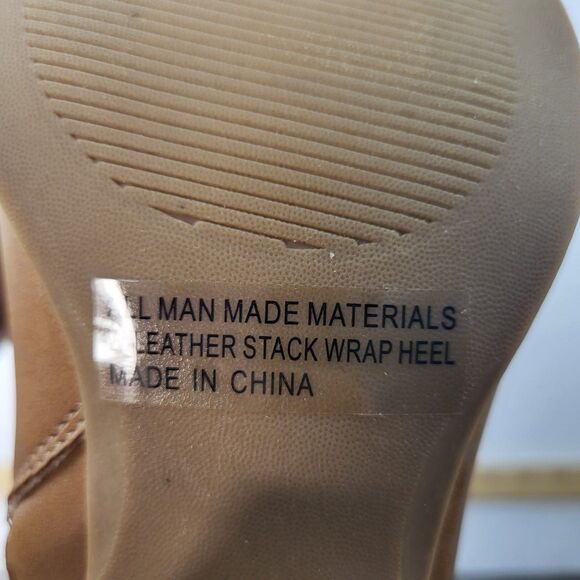 ALL MAN MADE MATERIALS
LEATHER STACK WRAP HEEL
MADE IN CHINA